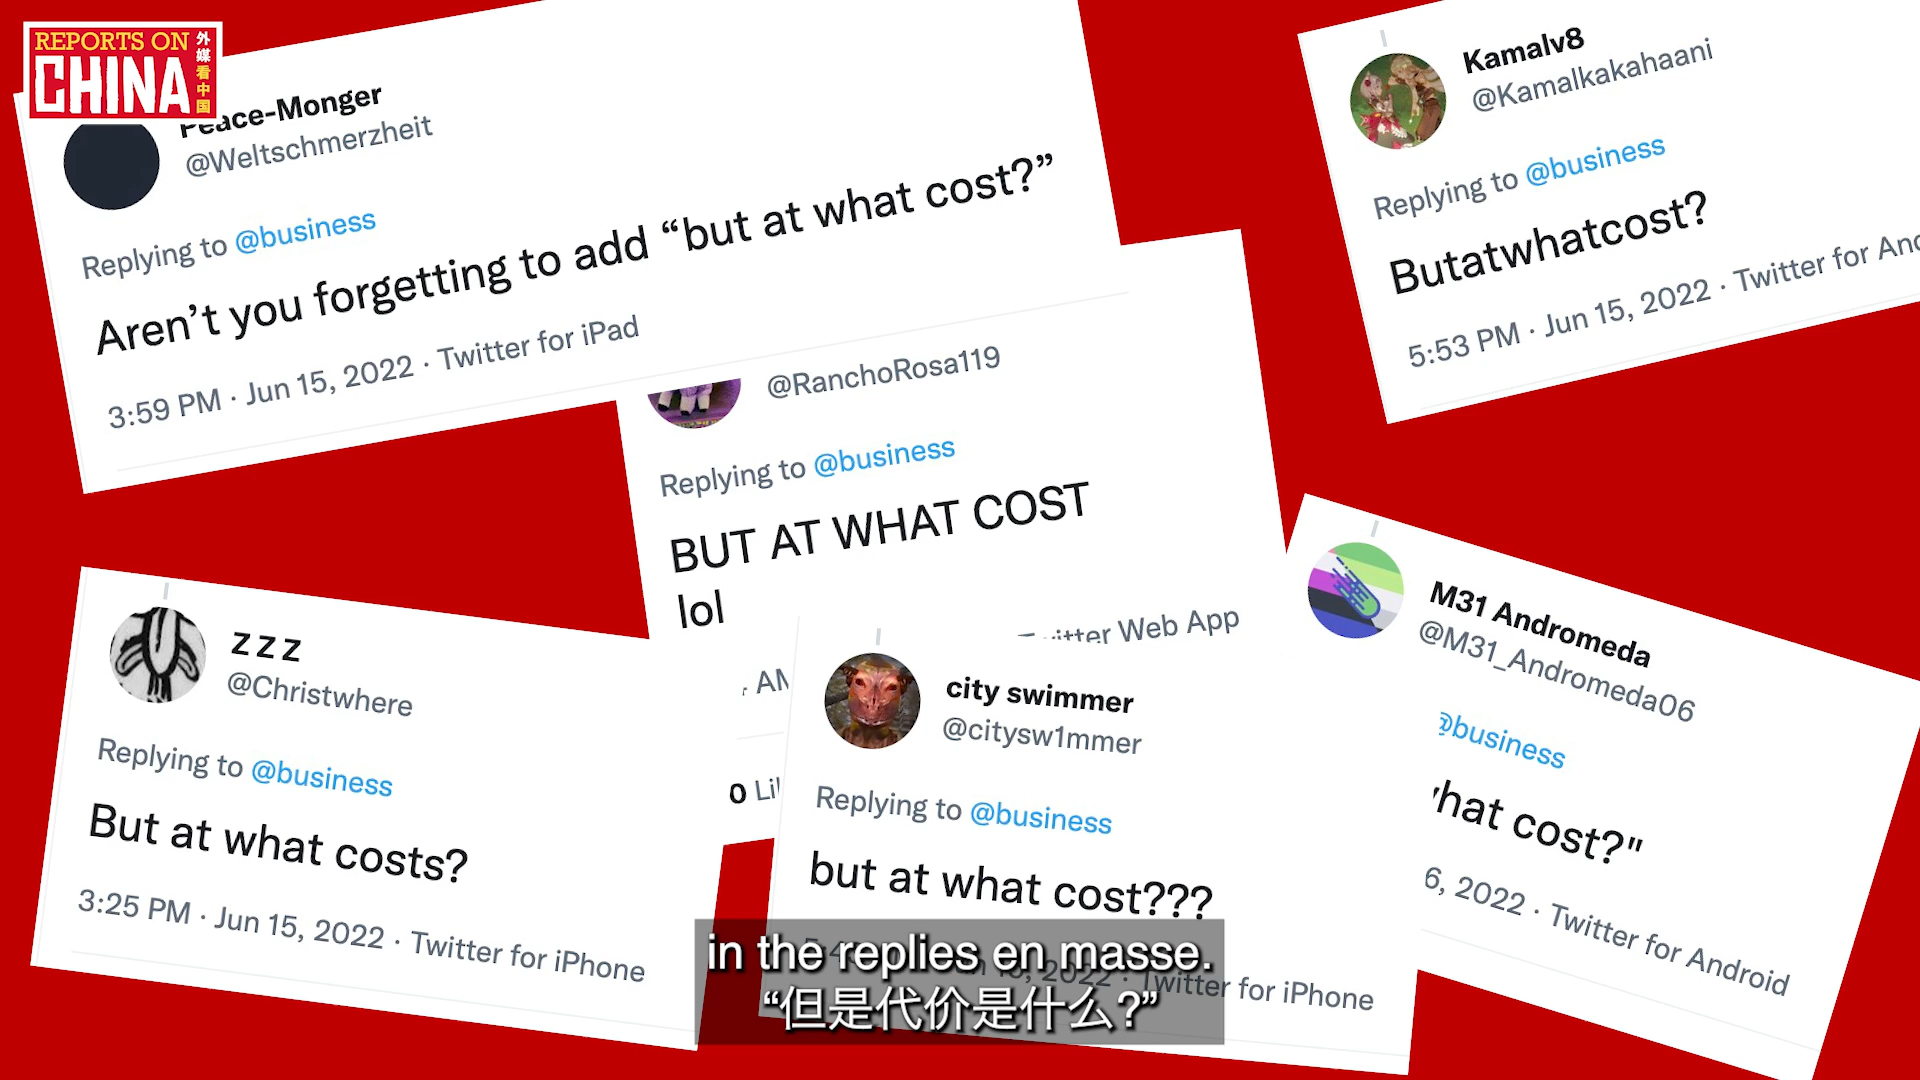 REPORTS ON
CHINA
外媒看中国
Peace-Monger
@Weltschmerzheit
Replying to @business
Aren’t you forgetting to add “but at what cost?”
3:59 PM · Jun 15, 2022 · Twitter for iPad
Kamalv8
@Kamalkakahaani
Replying to @business
Butatwhatcost?
5:53 PM · Jun 15, 2022 · Twitter for
@RanchoRosa119
Replying to @business
BUT AT WHAT COST
lol
Web App
AM
0
Z Z Z
@Christwhere
Replying to @business
But at what costs?
3:25 PM · Jun 15, 2022 · Twitter for iPhone
city swimmer
@citysw1mmer
Replying to @business
but at what cost???
2022 · Twitter for iPhone
M31 Andromeda
@M31_Andromeda06
@business
what cost?"
6, 2022 · Twitter for Android
in the replies en masse.
“但是代价是什么?”